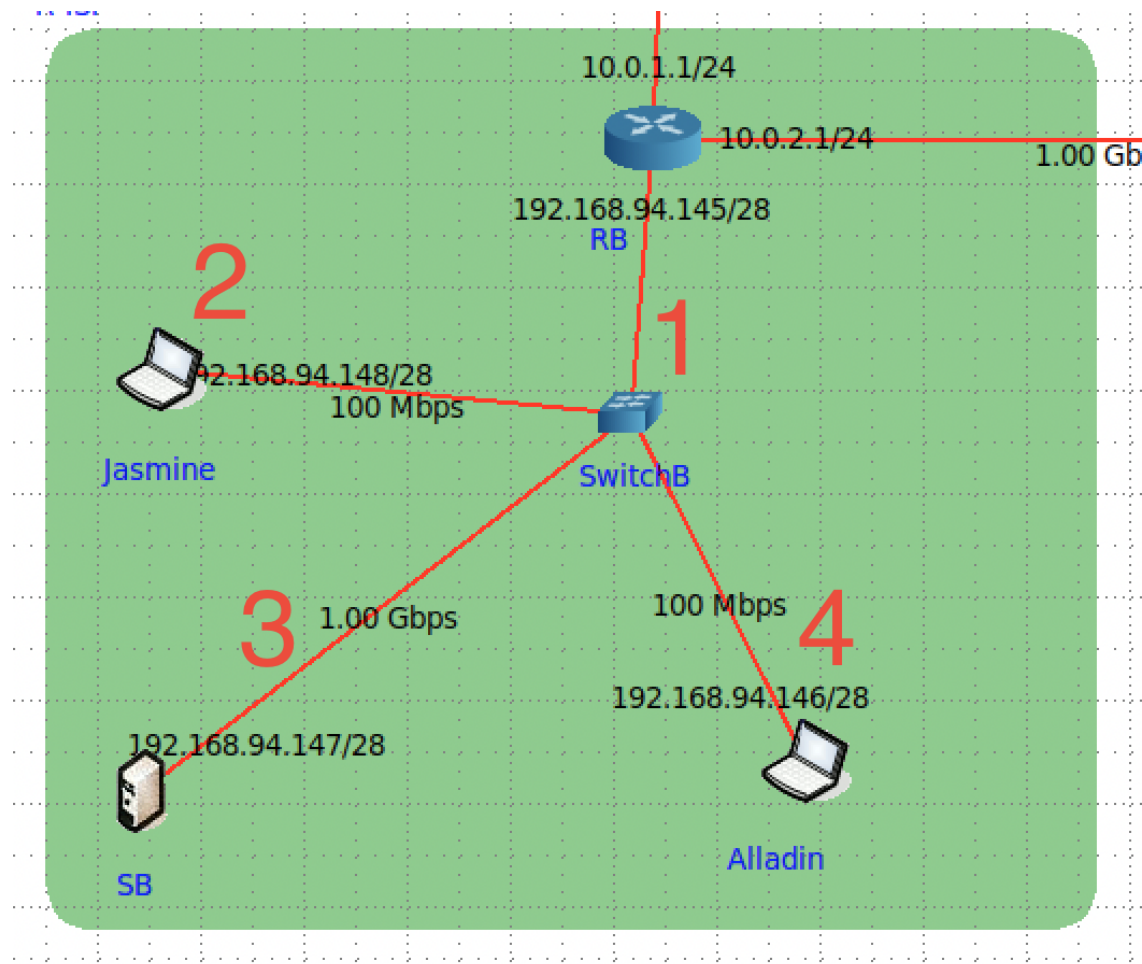 10.0.1.1/24
10.0.2.1/24
1.00 Gb
192.168.94.145/28
RB
2
1
92.168.94.148/28
100 Mbps
Jasmine
SwitchB
3
1.00 Gbps
100 Mbps
4
192.168.94.146/28
192.168.94.147/28
Alladin
SB